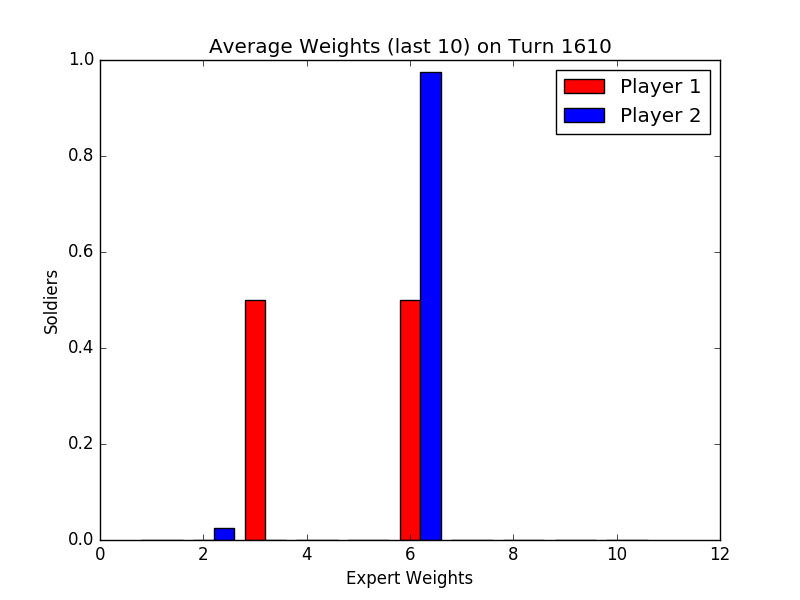 Average Weights (last 10) on Turn 1610
Player 1
Player 2
1.0
0.8
0.6
0.4
0.2
0.0
Soldiers
0 2 4 6 8 10 12
Expert Weights